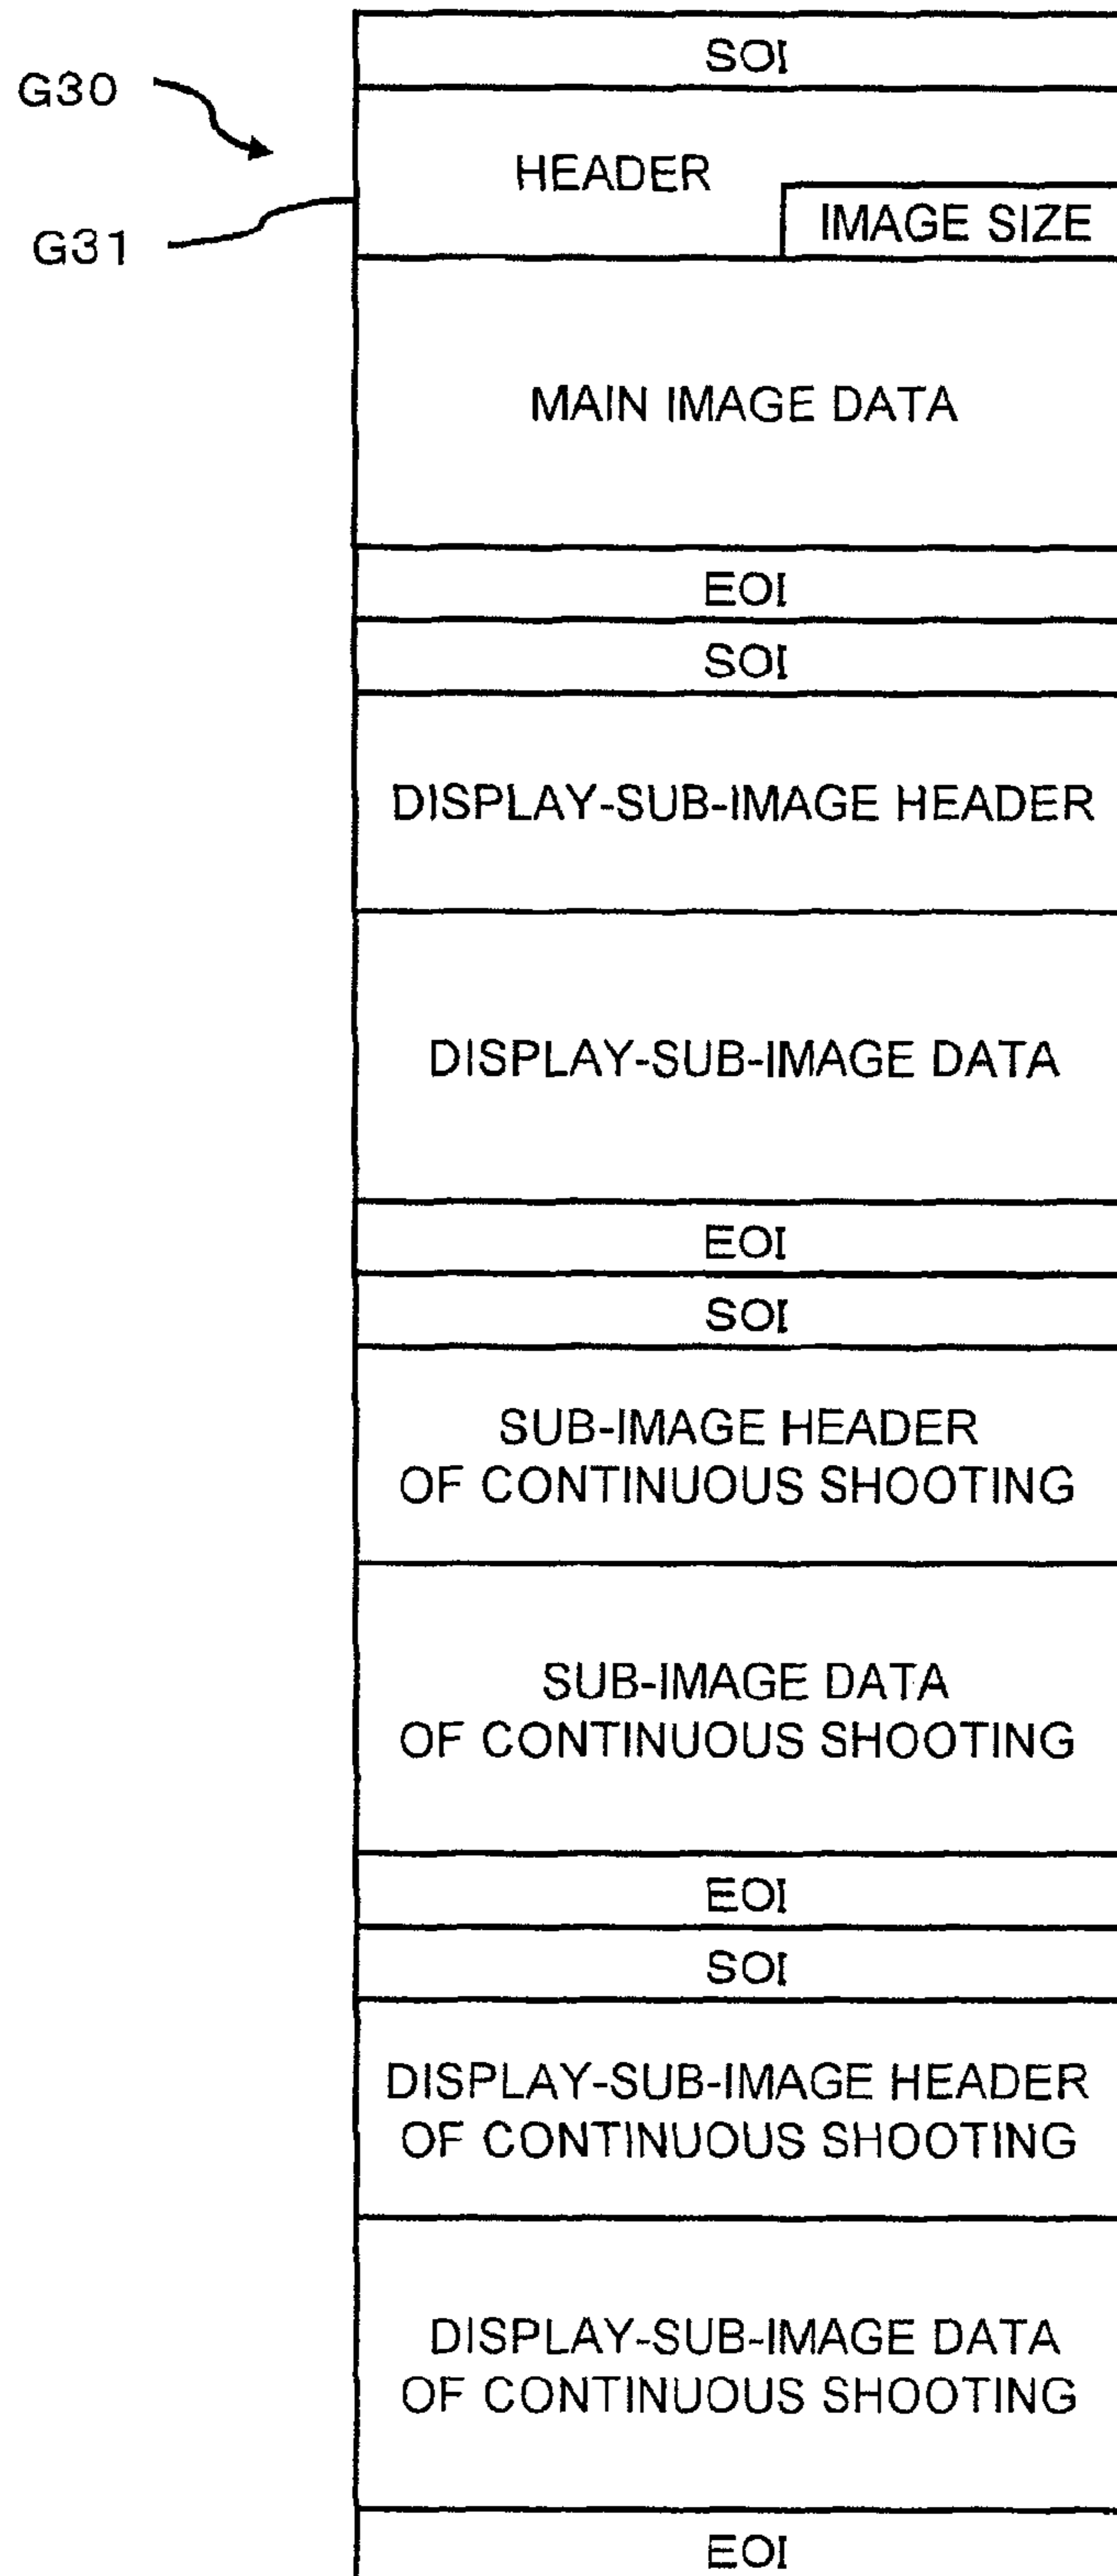 SOI
G30
HEADER
IMAGE SIZE
G31
MAIN IMAGE DATA
EOI
SOI
DISPLAY-SUB-IMAGE HEADER
DISPLAY-SUB-IMAGE DATA
EOI
SOI
SUB-IMAGE HEADER
OF CONTINUOUS SHOOTING
SUB-IMAGE DATA
OF CONTINUOUS SHOOTING
EOI
SOI
DISPLAY-SUB-IMAGE HEADER
OF CONTINUOUS SHOOTING
DISPLAY-SUB-IMAGE DATA
OF CONTINUOUS SHOOTING
EOI